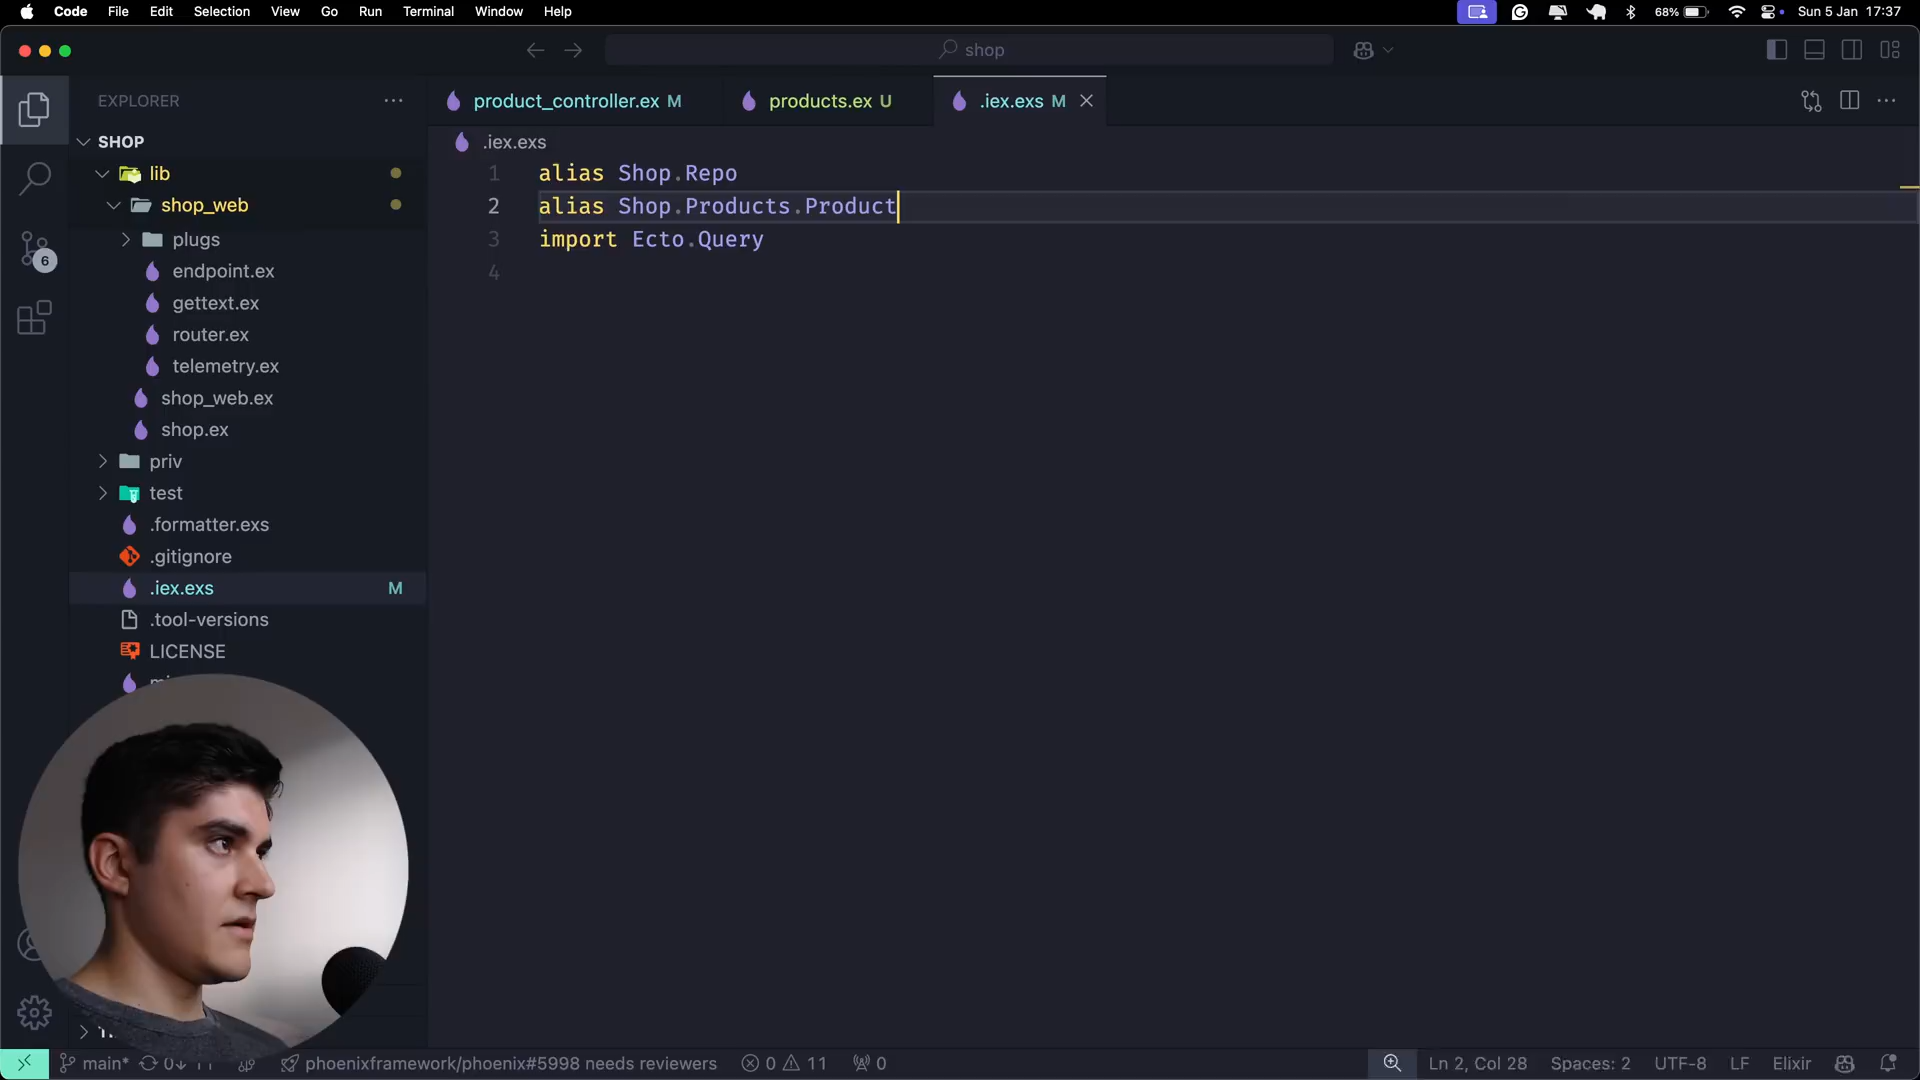 Code File Edit Selection View Go Run Terminal Window Help 68% Sun 5 Jan 17:37
shop
EXPLORER
product_controller.ex M
products.ex U
.iex.exs M
SHOP
.iex.exs
lib
shop_web
plugs
endpoint.ex
gettext.ex
router.ex
telemetry.ex
shop_web.ex
shop.ex
priv
test
.formatter.exs
.gitignore
.iex.exs M
.tool-versions
LICENSE
6
1 alias Shop.Repo
2 alias Shop.Products.Product
3 import Ecto.Query
4
main* 0↓ phoenixframework/phoenix#5998 needs reviewers 0 11 0 Ln 2, Col 28 Spaces: 2 UTF-8 LF Elixir